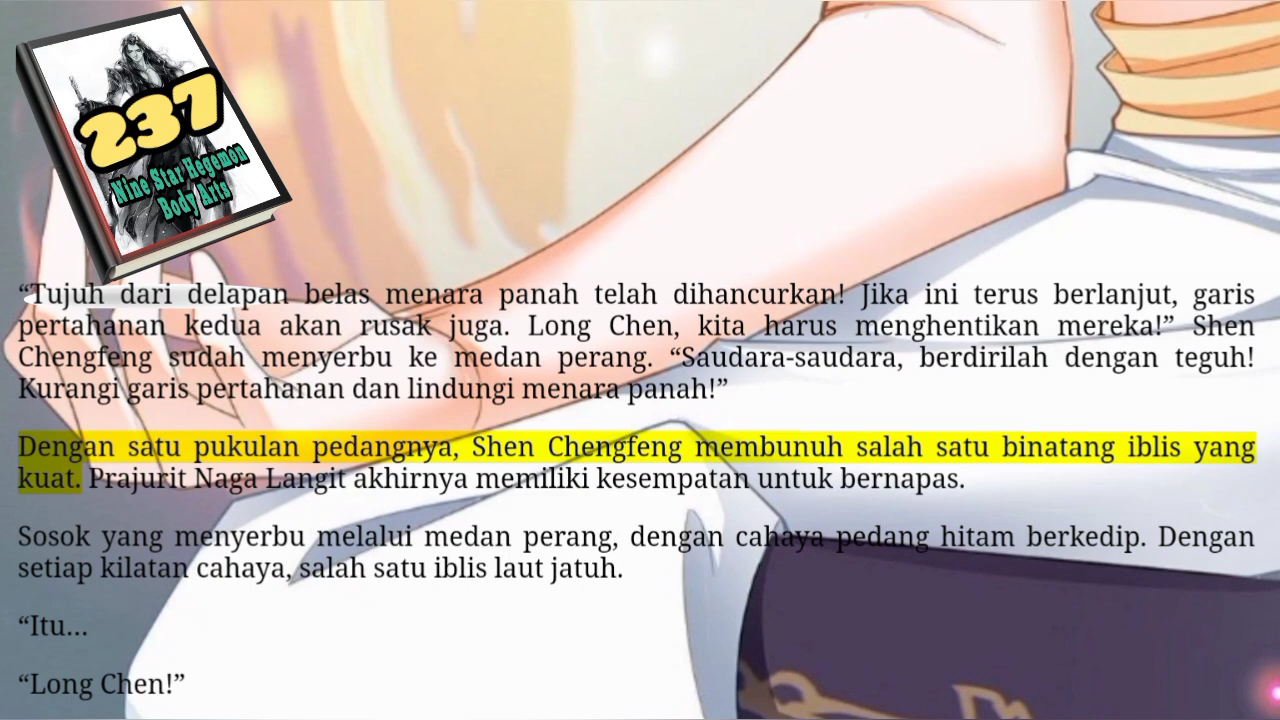 237
Nine Star Hegemon
Body Arts
“Tujuh dari delapan belas menara panah telah dihancurkan! Jika ini terus berlanjut, garis
pertahanan kedua akan rusak juga. Long Chen, kita harus menghentikan mereka!” Shen
Chengfeng sudah menyerbu ke medan perang. “Saudara-saudara, berdirilah dengan teguh!
Kurangi garis pertahanan dan lindungi menara panah!”
Dengan satu pukulan pedangnya, Shen Chengfeng membunuh salah satu binatang iblis yang
kuat. Prajurit Naga Langit akhirnya memiliki kesempatan untuk bernapas.
Sosok yang menyerbu melalui medan perang, dengan cahaya pedang hitam berkedip. Dengan
setiap kilatan cahaya, salah satu iblis laut jatuh.
“Itu...
“Long Chen!”